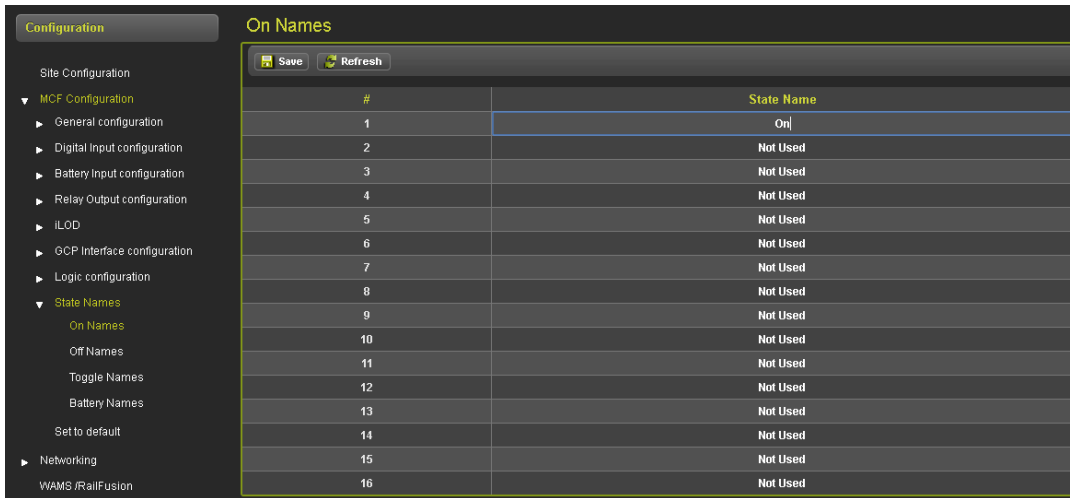 Configuration
Site Configuration
MCF Configuration
General configuration
Digital Input configuration
Battery Input configuration
Relay Output configuration
iLOD
GCP Interface configuration
Logic configuration
State Names
On Names
Off Names
Toggle Names
Battery Names
Set to default
Networking
WAMS /RailFusion
On Names
Save Refresh
# State Name
1 On
2 Not Used
3 Not Used
4 Not Used
5 Not Used
6 Not Used
7 Not Used
8 Not Used
9 Not Used
10 Not Used
11 Not Used
12 Not Used
13 Not Used
14 Not Used
15 Not Used
16 Not Used